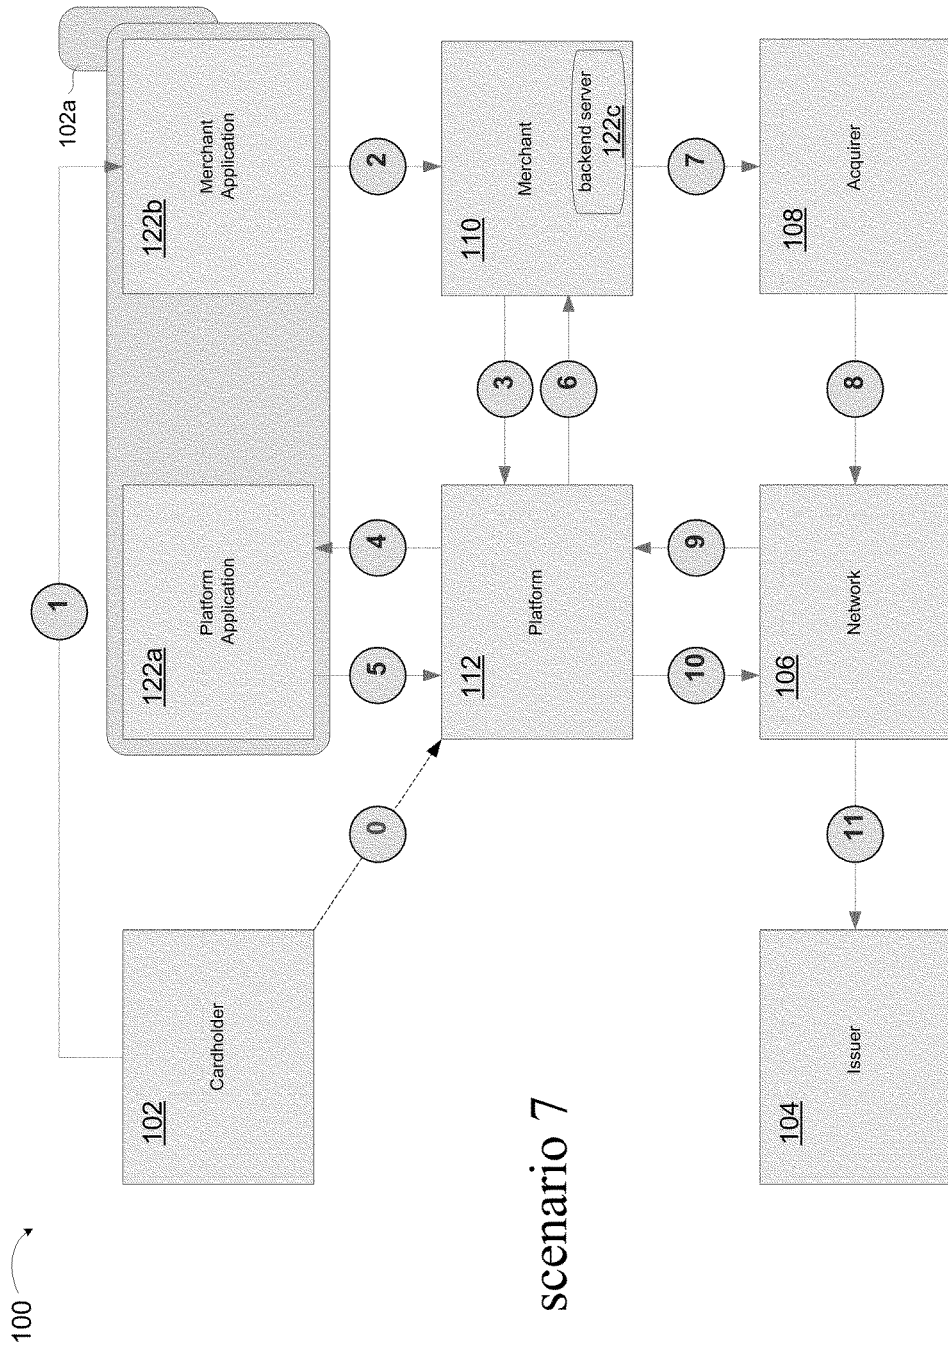 100
102
Cardholder
1
122a
Platform
Application
122b
Merchant
Application
102a
0
5
4
2
112
Platform
3
6
110
Merchant
backend server
122c
scenario 7
10
9
7
104
Issuer
11
106
Network
8
108
Acquirer